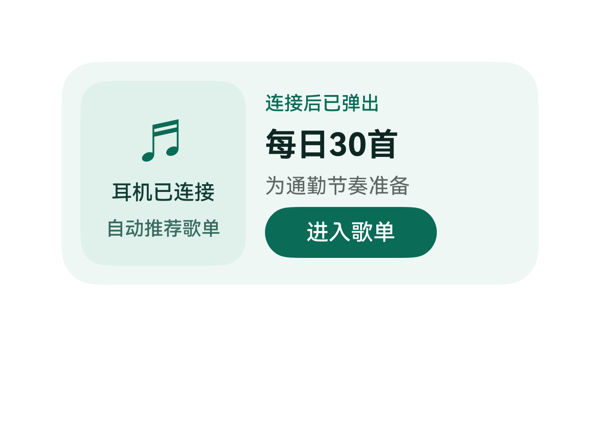 耳机已连接
自动推荐歌单
连接后已弹出
每日30首
为通勤节奏准备
进入歌单